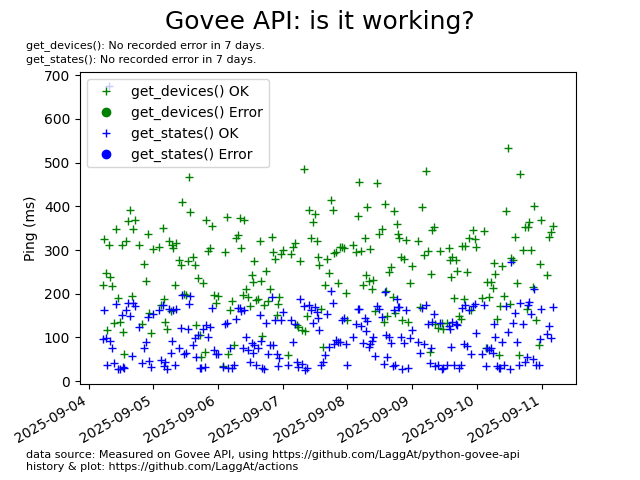 Govee API: is it working?
get_devices(): No recorded error in 7 days.
get_states(): No recorded error in 7 days.
700
600
500
400
300
200
100
0
Ping (ms)
get_devices() OK
get_devices() Error
get_states() OK
get_states() Error
2025-09-04
2025-09-05
2025-09-06
2025-09-07
2025-09-08
2025-09-09
2025-09-10
2025-09-11
data source: Measured on Govee API, using https://github.com/LaggAt/python-govee-api
history & plot: https://github.com/LaggAt/actions